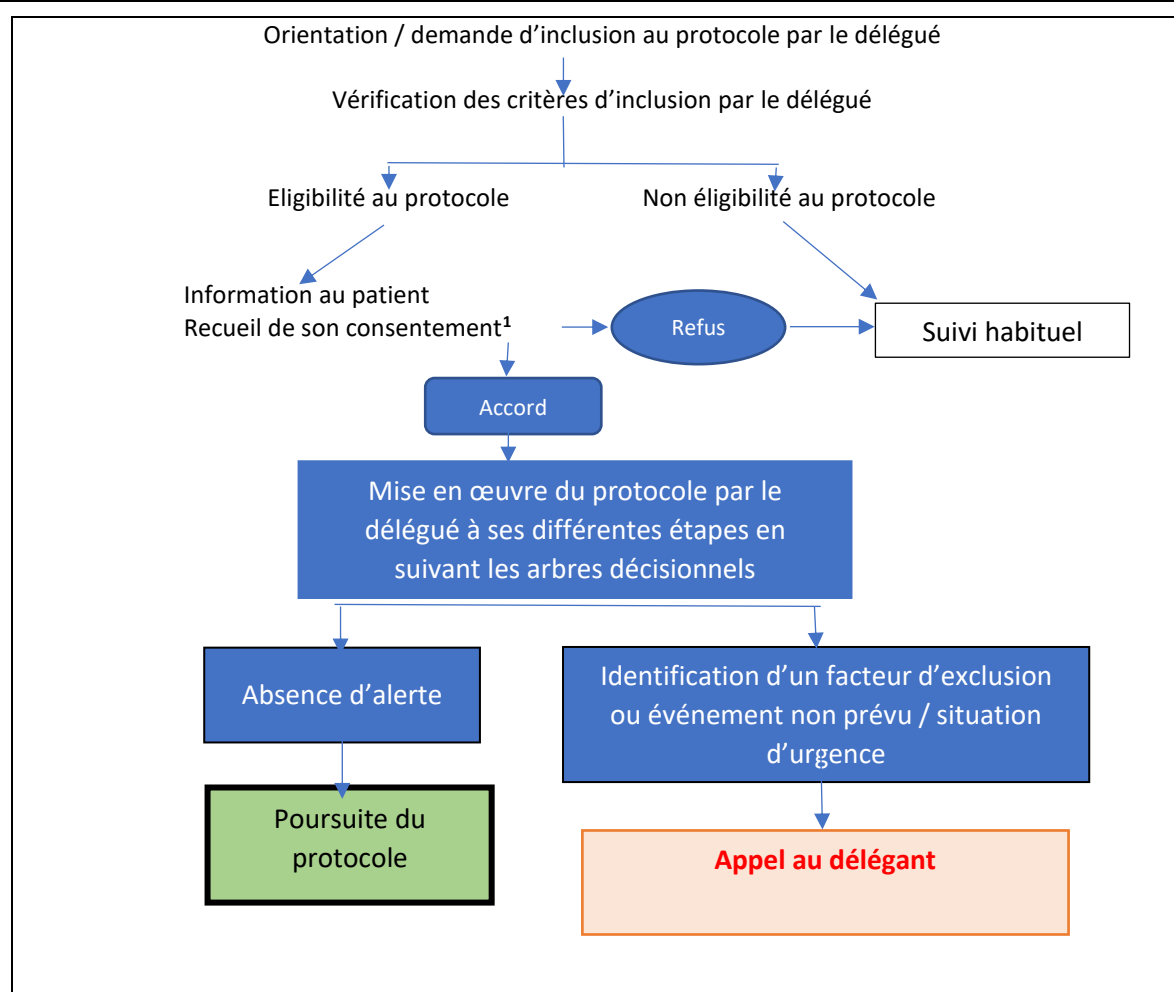 Orientation / demande d’inclusion au protocole par le délégué
Vérification des critères d’inclusion par le délégué
Eligibilité au protocole
Non éligibilité au protocole
Information au patient
Recueil de son consentement¹
Refus
Suivi habituel
Accord
Mise en œuvre du protocole par le
délégué à ses différentes étapes en
suivant les arbres décisionnels
Absence d’alerte
Identification d’un facteur d’exclusion
ou événement non prévu / situation
d’urgence
Poursuite du
protocole
Appel au délégant